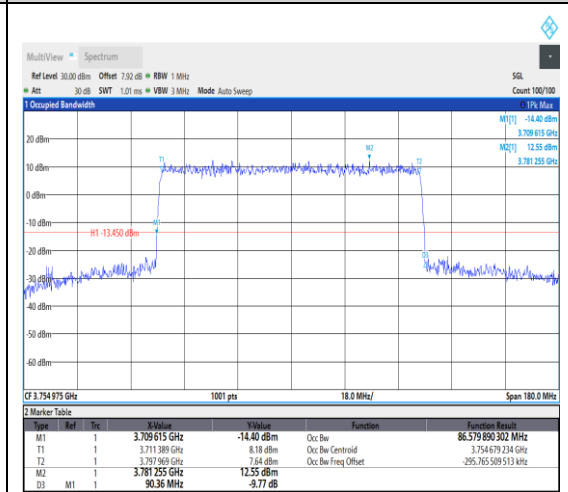 MultiView Spectrum
Ref Level 30.00 dBm Offset 7.92 dB RBW 1 MHz SGL
Att 30 dB SWT 1.01 ms VBW 3 MHz Mode Auto Sweep Count 100/100
1 Occupied Bandwidth 1Pk Max
M1[1] -14.40 dBm
3.709 615 GHz
M2[1] 12.55 dBm
3.781 255 GHz
20 dBm
M2
T1 T2
10 dBm
0 dBm
-10 dBm
M1
H1 -13.450 dBm
-20 dBm
D3
-30 dBm
-40 dBm
-50 dBm
-60 dBm
CF 3.754 975 GHz 1001 pts 18.0 MHz/ Span 180.0 MHz
2 Marker Table
Type Ref Trc X-Value Y-Value Function Function Result
M1 1 3.709 615 GHz -14.40 dBm Occ Bw 86.579 890 302 MHz
T1 1 3.711 389 GHz 8.18 dBm Occ Bw Centroid 3.754 679 234 GHz
T2 1 3.797 969 GHz 7.64 dBm Occ Bw Freq Offset -295.765 509 513 kHz
M2 1 3.781 255 GHz 12.55 dBm
D3 M1 1 90.36 MHz -9.77 dB